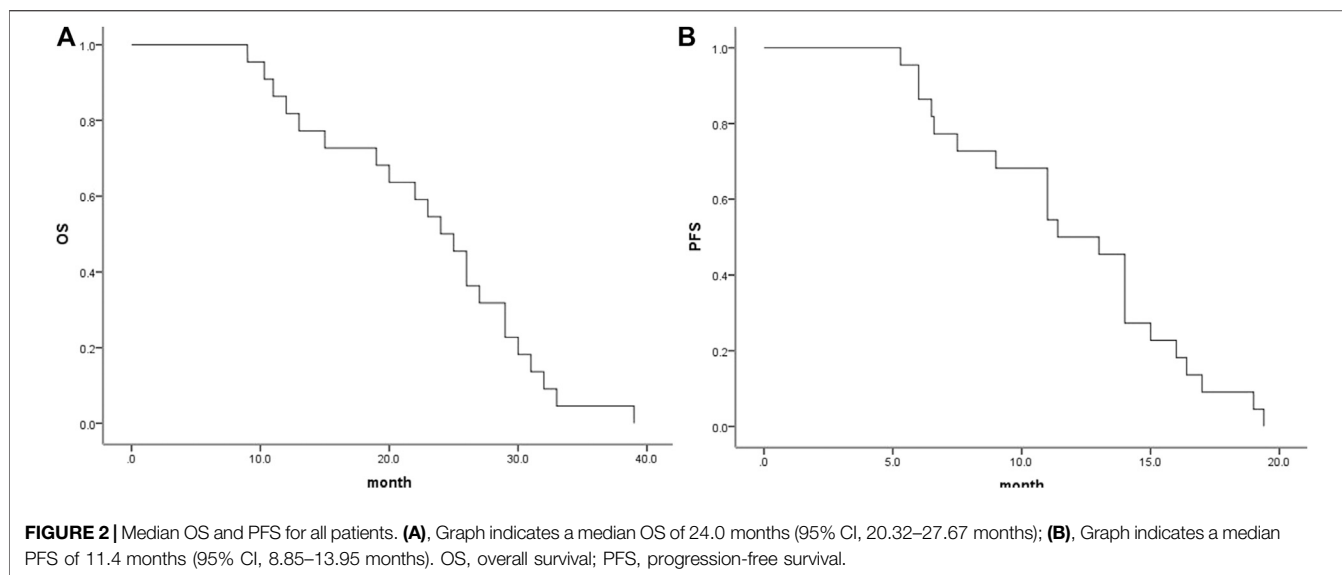 A
B
1.0
0.8
0.6
0.4
0.2
0.0
OS
.0 10.0 20.0 30.0 40.0
month
1.0
0.8
0.6
0.4
0.2
0.0
PFS
.0 5.0 10.0 15.0 20.0
month
FIGURE 2 | Median OS and PFS for all patients. (A), Graph indicates a median OS of 24.0 months (95% CI, 20.32–27.67 months); (B), Graph indicates a median
PFS of 11.4 months (95% CI, 8.85–13.95 months). OS, overall survival; PFS, progression-free survival.